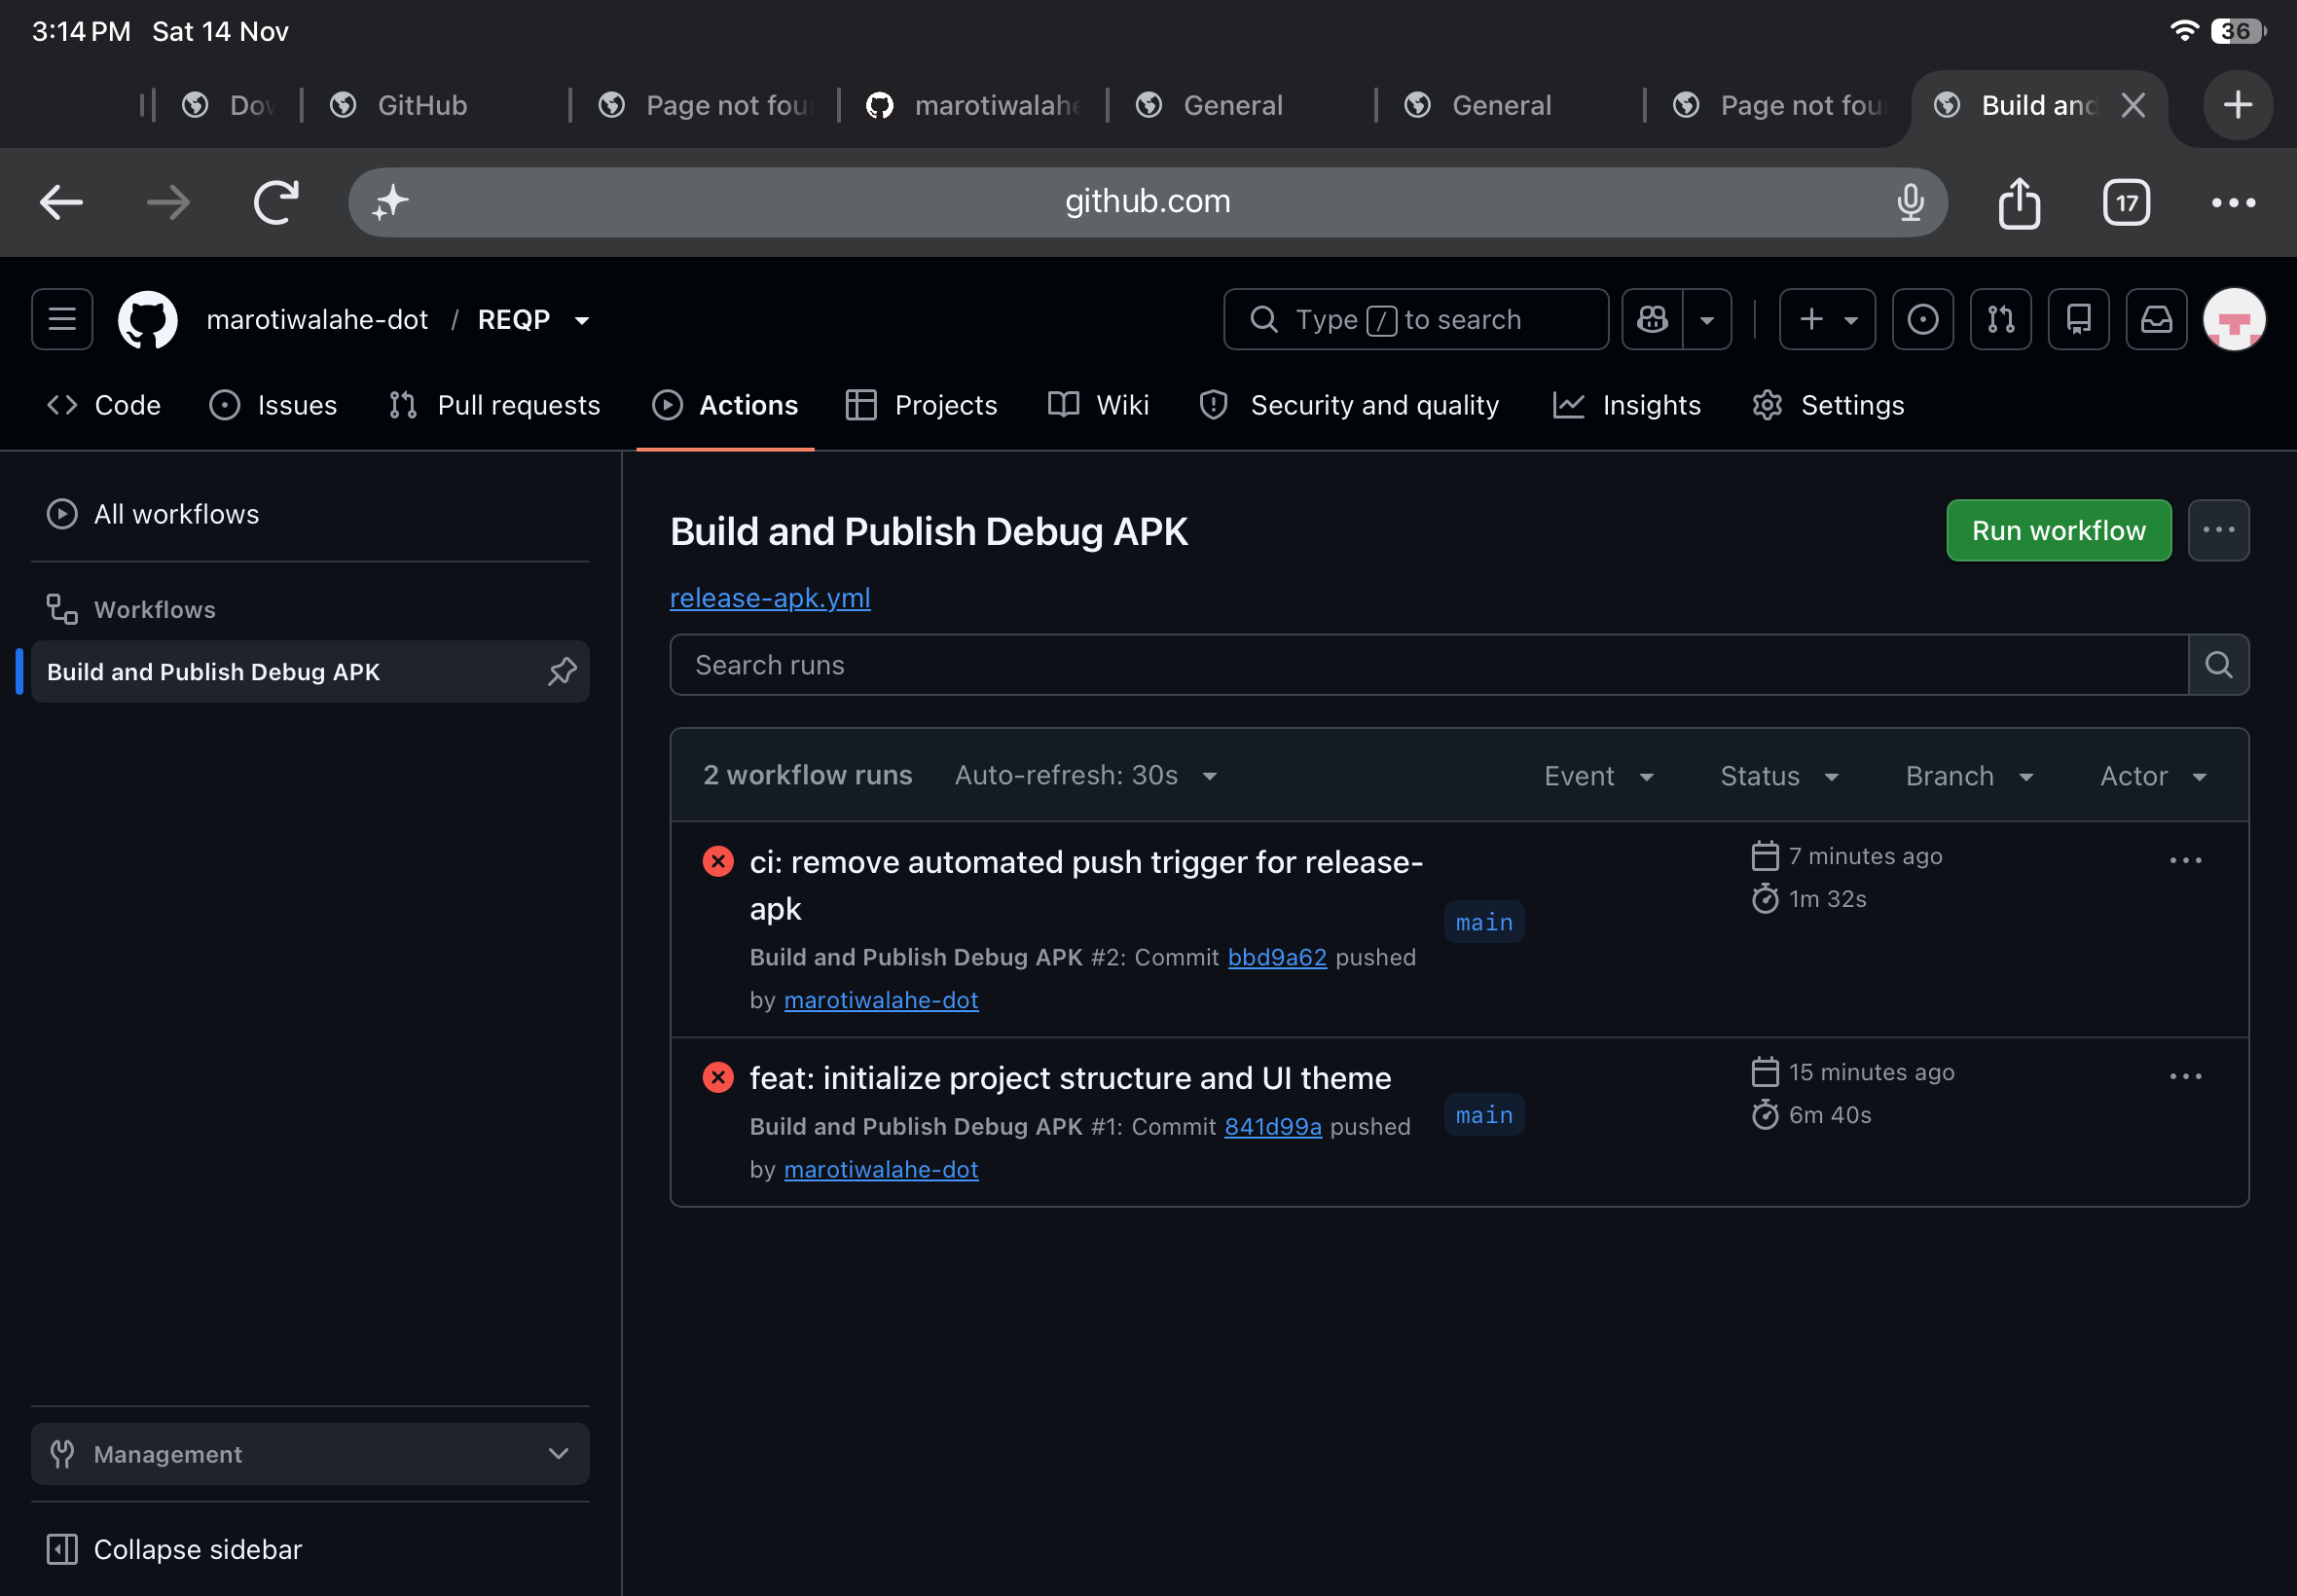 3:14 PM Sat 14 Nov
36
Dow
GitHub
Page not fou
marotiwalahe
General
General
Page not fou
Build and
github.com
17
marotiwalahe-dot / REQP
Type / to search
Code
Issues
Pull requests
Actions
Projects
Wiki
Security and quality
Insights
Settings
All workflows
Workflows
Build and Publish Debug APK
Management
Collapse sidebar
Build and Publish Debug APK
Run workflow
release-apk.yml
Search runs
2 workflow runs
Auto-refresh: 30s
Event
Status
Branch
Actor
ci: remove automated push trigger for release-
apk
Build and Publish Debug APK #2: Commit bbd9a62 pushed
by marotiwalahe-dot
main
7 minutes ago
1m 32s
feat: initialize project structure and UI theme
Build and Publish Debug APK #1: Commit 841d99a pushed
by marotiwalahe-dot
main
15 minutes ago
6m 40s